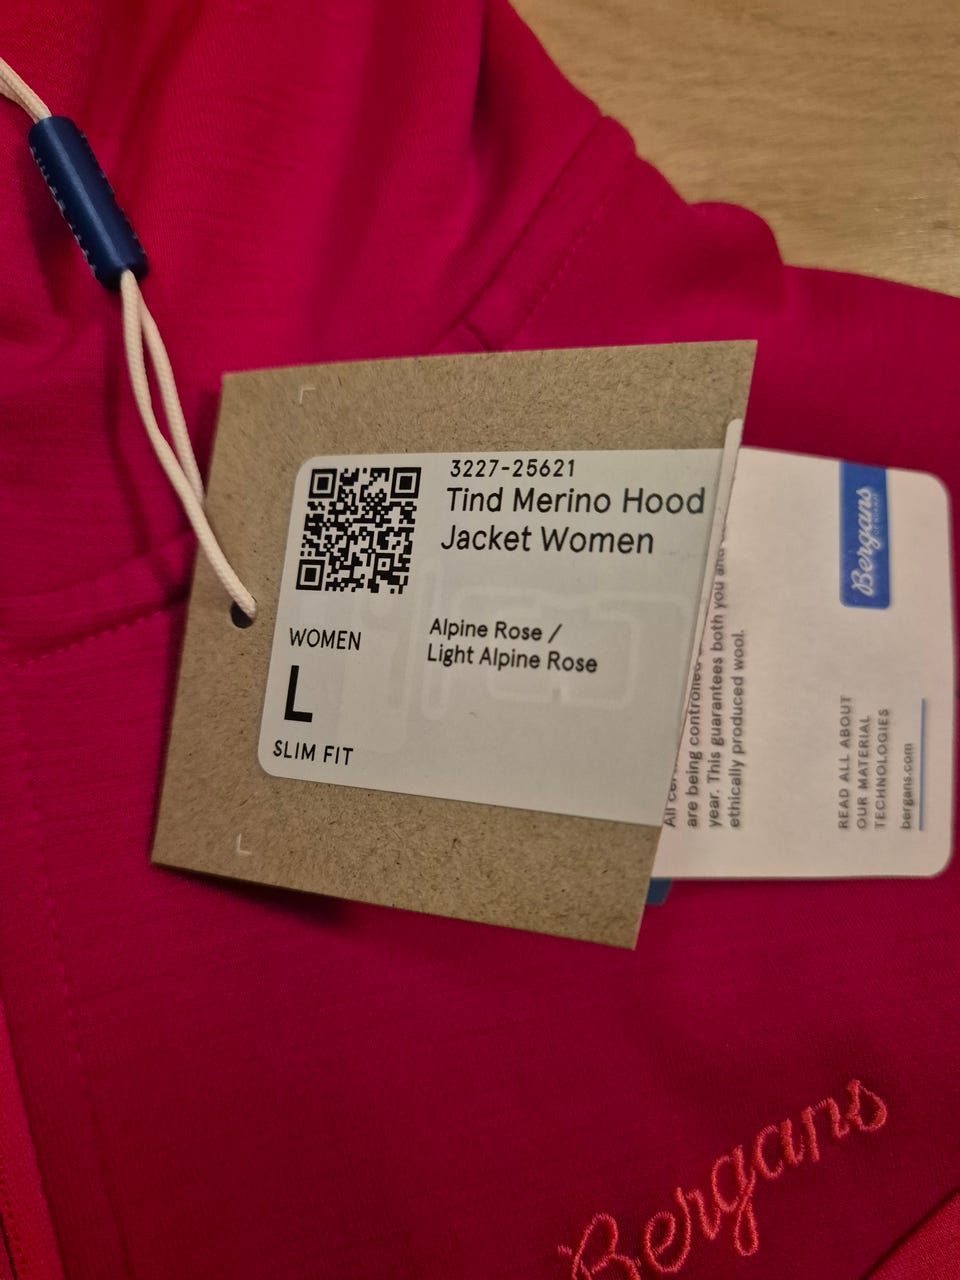 3227-25621
Tind Merino Hood
Jacket Women
Alpine Rose /
Light Alpine Rose
WOMEN
L
SLIM FIT
Bergans
All
are being controlled
year. This guarantees both you and
ethically produced wool.
READ ALL ABOUT
OUR MATERIAL
TECHNOLOGIES
bergans.com
Bergans